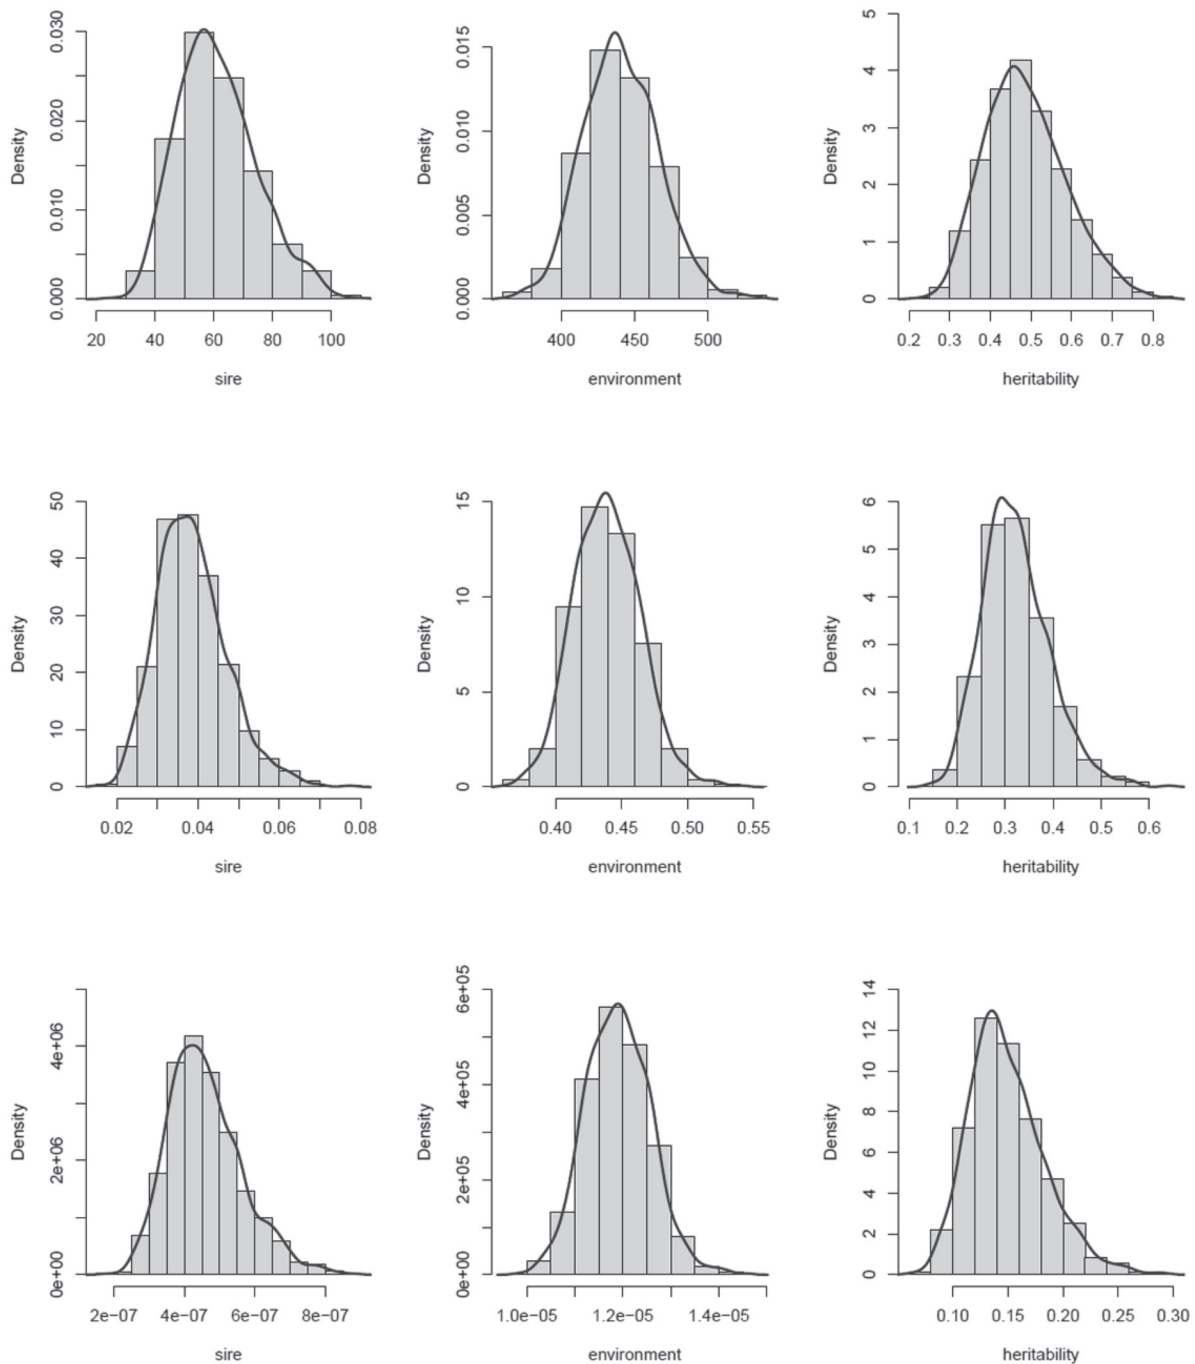 Density
0.000 0.010 0.020 0.030
20 40 60 80 100
sire
Density
0.000 0.005 0.010 0.015
400 450 500
environment
Density
0 1 2 3 4 5
0.2 0.3 0.4 0.5 0.6 0.7 0.8
heritability
Density
0 10 20 30 40 50
0.02 0.04 0.06 0.08
sire
Density
0 5 10 15
0.40 0.45 0.50 0.55
environment
Density
0 1 2 3 4 5 6
0.1 0.2 0.3 0.4 0.5 0.6
heritability
Density
0e+00 2e+06 4e+06
2e−07 4e−07 6e−07 8e−07
sire
Density
0e+00 2e+05 4e+05 6e+05
1.0e−05 1.2e−05 1.4e−05
environment
Density
0 2 4 6 8 10 12 14
0.10 0.15 0.20 0.25 0.30
heritability